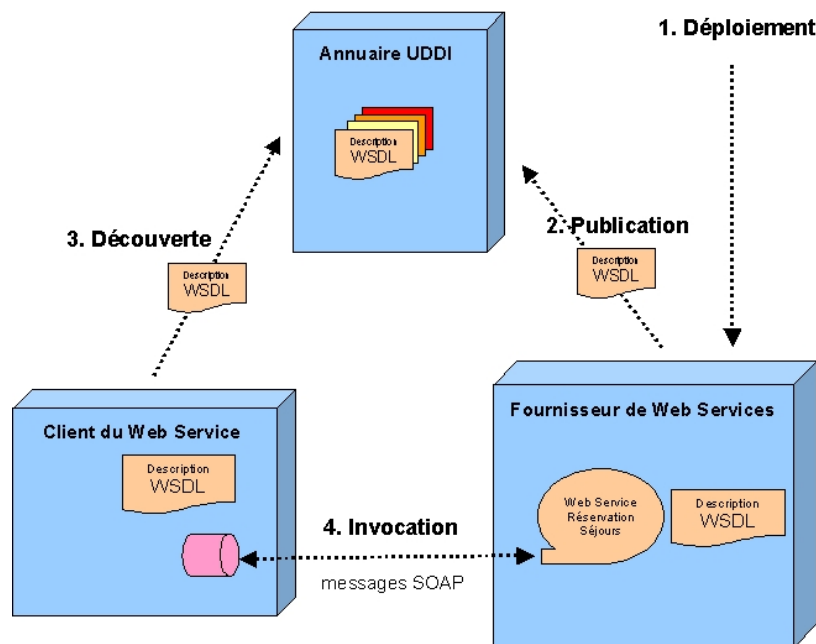 1. Déploiement
Annuaire UDDI
Description
WSDL
3. Découverte
Description
WSDL
2. Publication
Description
WSDL
Client du Web Service
Description
WSDL
Fournisseur de Web Services
Web Service
Réservation
Séjours
Description
WSDL
4. Invocation
messages SOAP